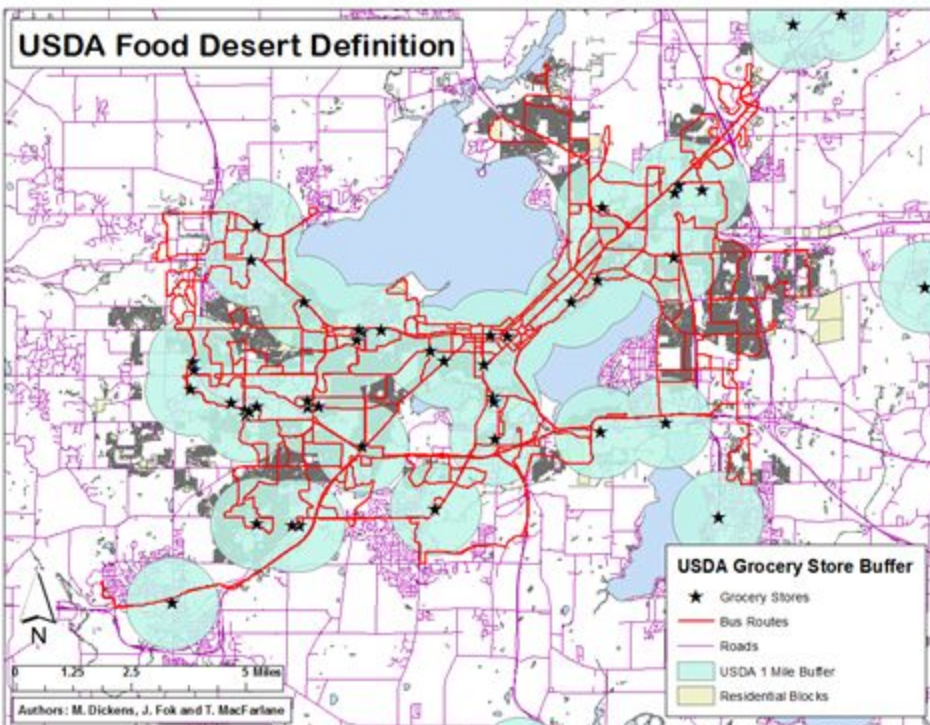 USDA Food Desert Definition
USDA Grocery Store Buffer
Grocery Stores
Bus Routes
Roads
USDA 1 Mile Buffer
Residential Blocks
N
0 1.25 2.5 5 Miles
Authors: M. Dickens, J. Fok and T. MacFarlane